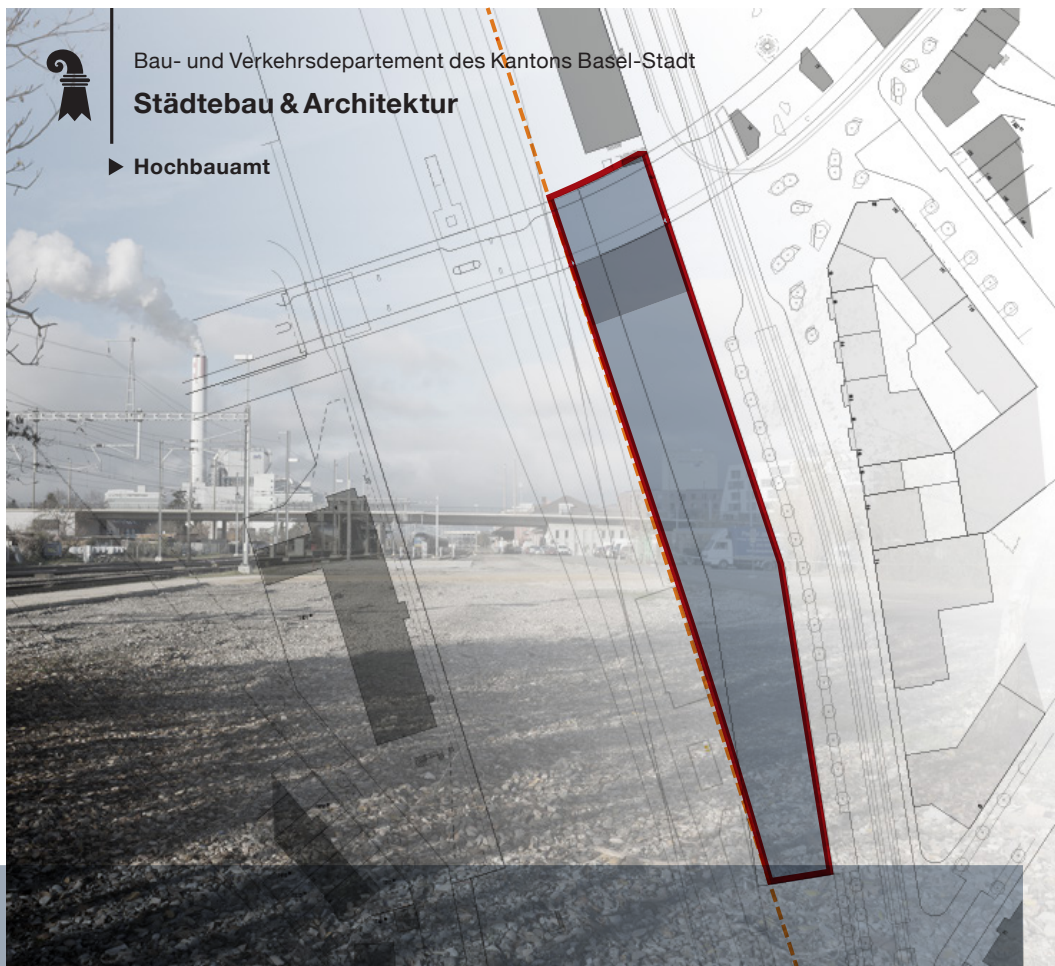 Bau- und Verkehrsdepartement des Kantons Basel-Stadt
Städtebau & Architektur
▶ Hochbauamt